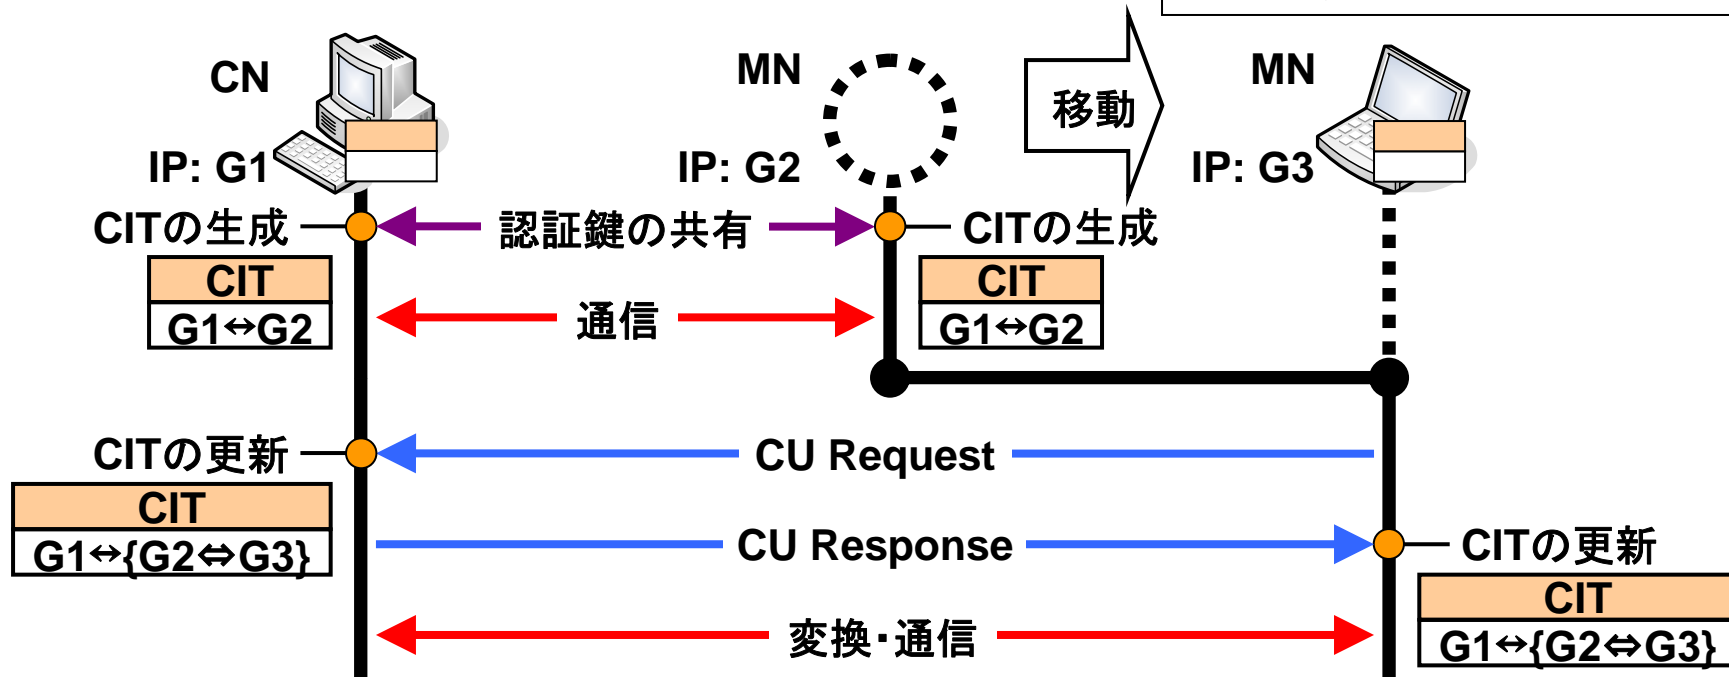 CN
MN
移動
MN
IP: G1
IP: G2
IP: G3
CITの生成
認証鍵の共有
CITの生成
CIT
G1↔G2
通信
CIT
G1↔G2
CITの更新
CU Request
CIT
G1↔{G2⇔G3}
CU Response
CITの更新
変換・通信
CIT
G1↔{G2⇔G3}